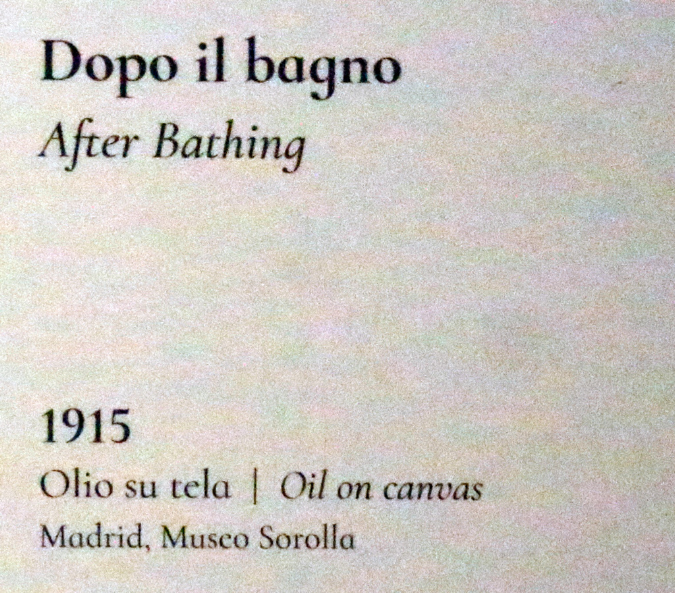 Dopo il bagno
After Bathing
1915
Olio su tela | Oil on canvas
Madrid, Museo Sorolla